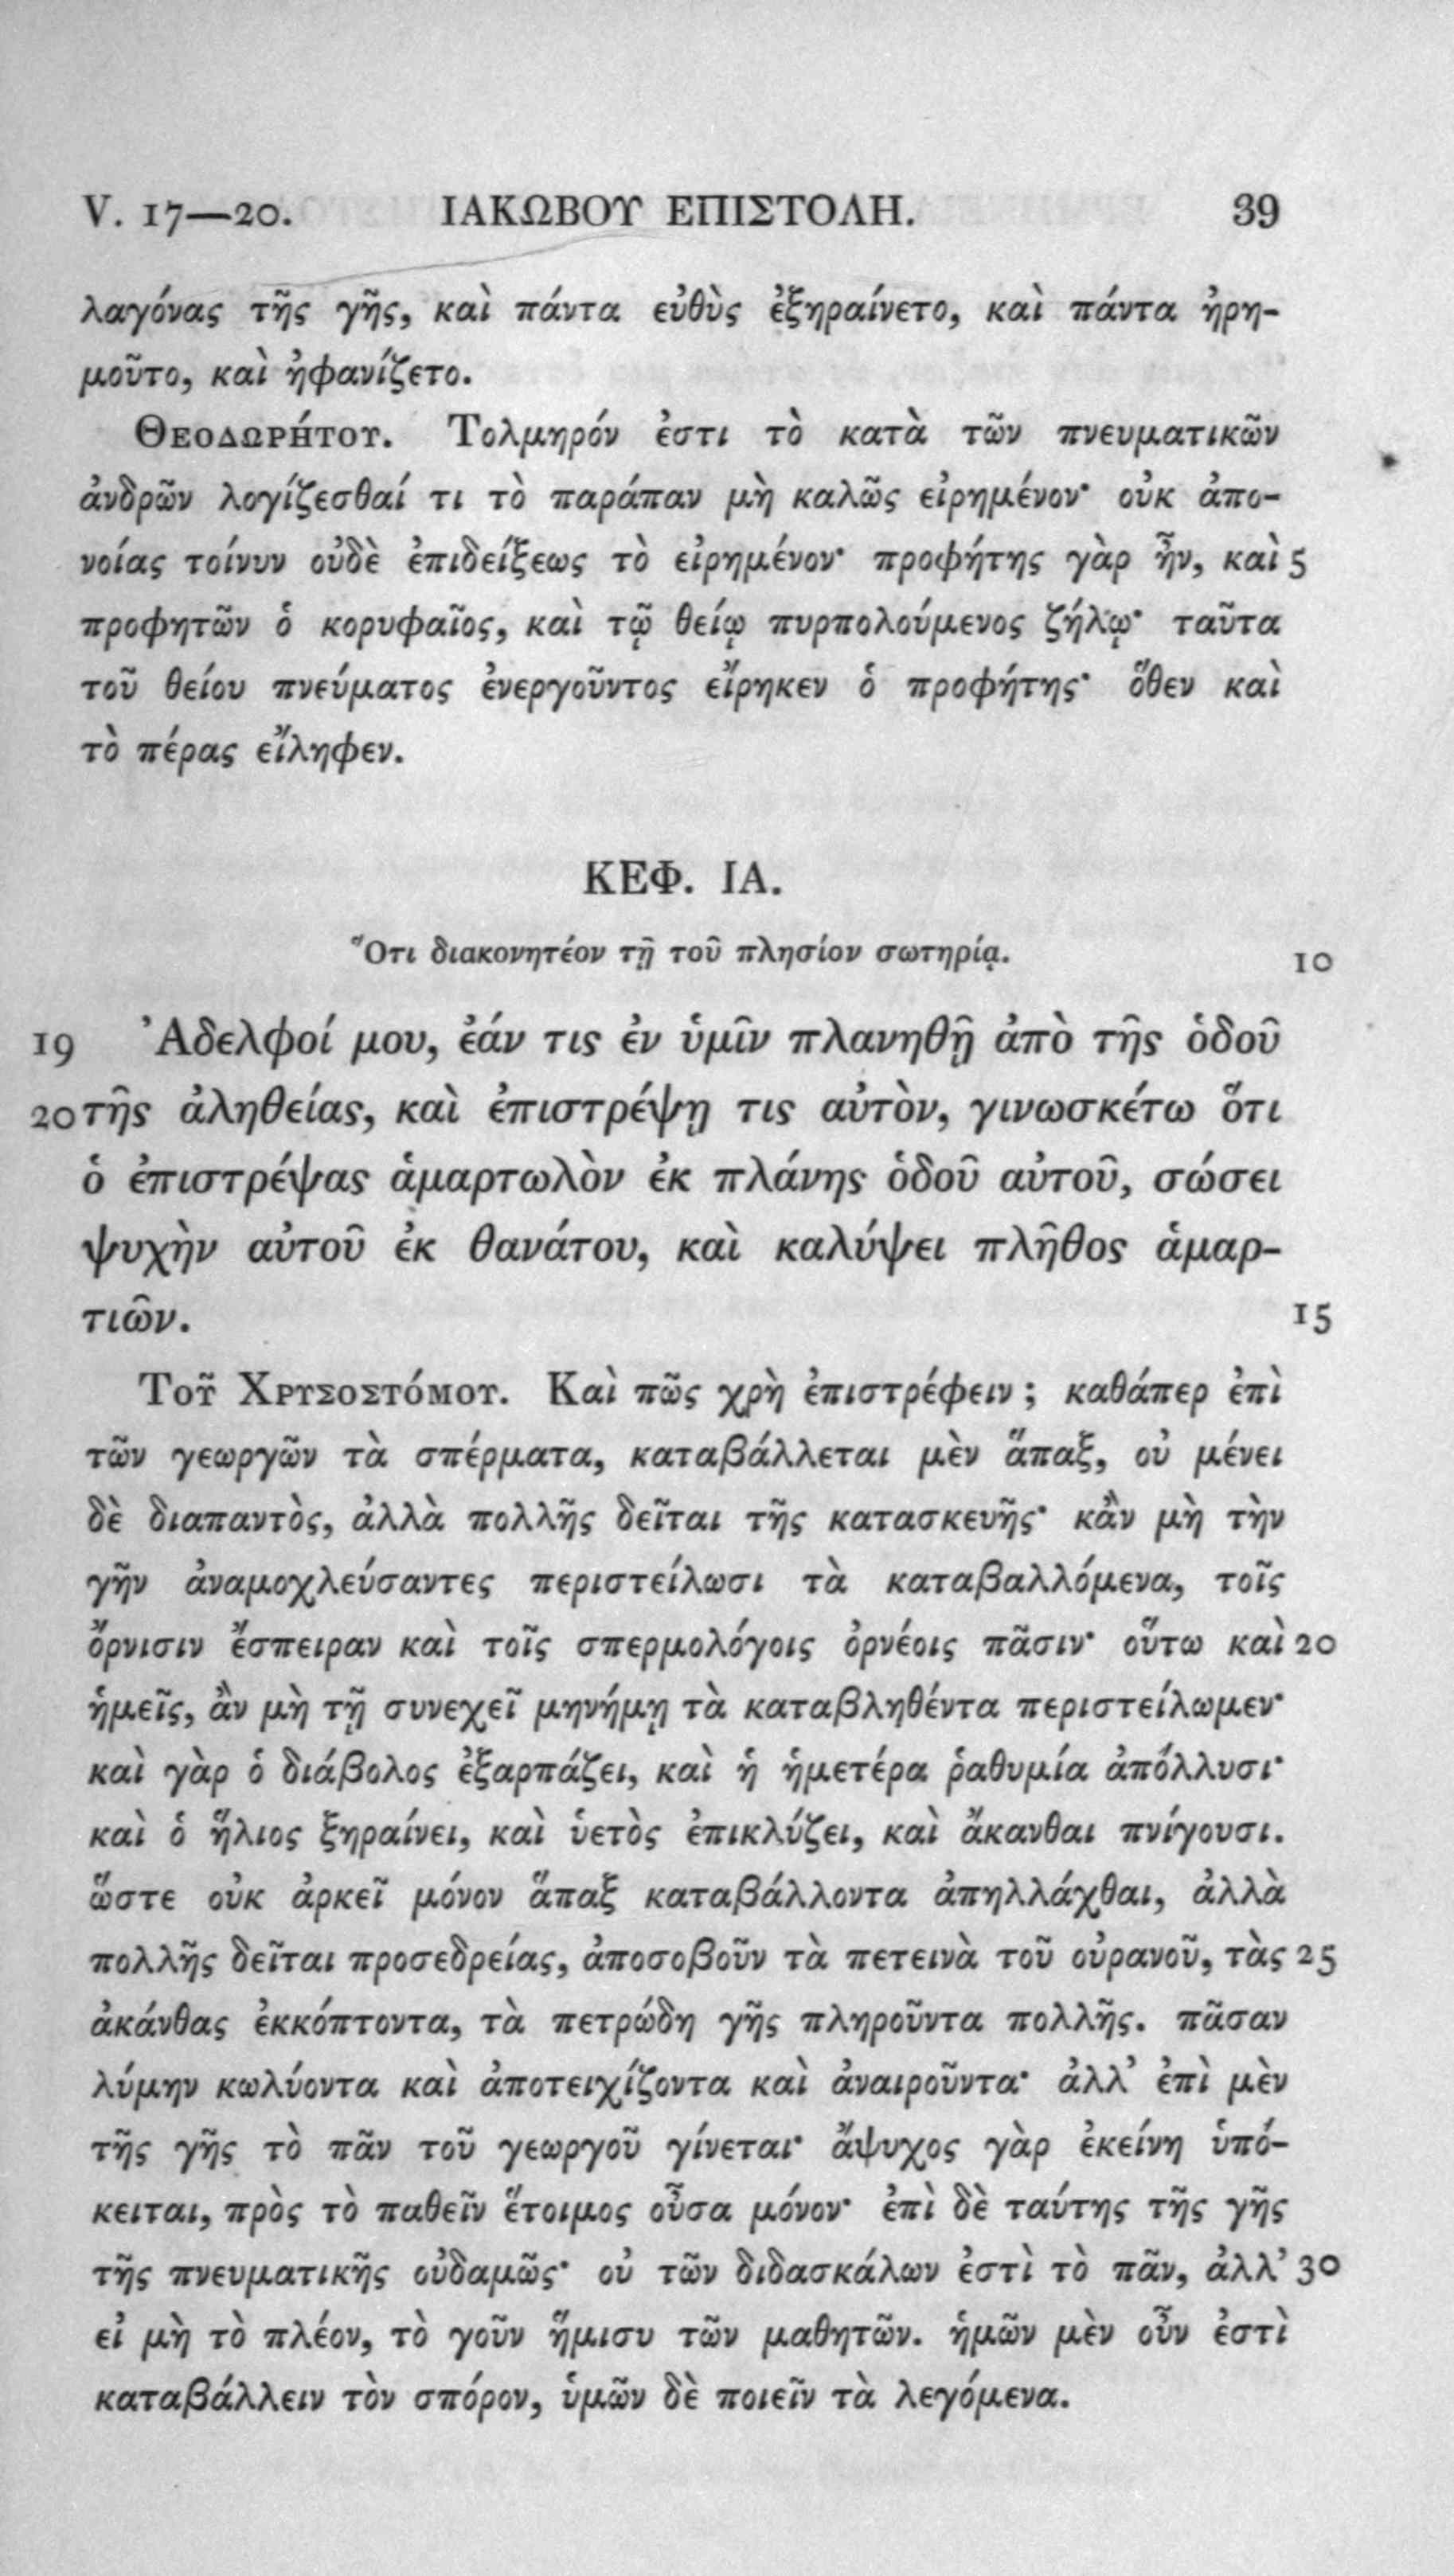 V. 17—20. ΙΑΚΩΒΟΥ ΕΠΙΣΤΟΛΗ. 39
λαγόνας τῆς γῆς, καὶ πάντα εὐθὺς ἐξηραίνετο, καὶ πάντα ἠρη-
μοῦτο, καὶ ἠφανίζετο.
Θεοδωρήτου. Τολμηρόν ἐστι τὸ κατὰ τῶν πνευματικῶν
ἀνδρῶν λογίζεσθαί τι τὸ παράπαν μὴ καλῶς εἰρημένον· οὐκ ἀπο-
νοίας τοίνυν οὐδὲ ἐπιδείξεως τὸ εἰρημένον· προφήτης γὰρ ἦν, καὶ 5
προφητῶν ὁ κορυφαῖος, καὶ τῷ θείῳ πυρπολούμενος ζήλῳ· ταῦτα
τοῦ θείου πνεύματος ἐνεργοῦντος εἴρηκεν ὁ προφήτης· ὅθεν καὶ
τὸ πέρας εἴληφεν.
ΚΕΦ. ΙΑ.
Ὅτι διακονητέον τῇ τοῦ πλησίον σωτηρίᾳ. 10
19 Ἀδελφοί μου, ἐάν τις ἐν ὑμῖν πλανηθῇ ἀπὸ τῆς ὁδοῦ
20 τῆς ἀληθείας, καὶ ἐπιστρέψῃ τις αὐτὸν, γινωσκέτω ὅτι
ὁ ἐπιστρέψας ἁμαρτωλὸν ἐκ πλάνης ὁδοῦ αὐτοῦ, σώσει
ψυχὴν αὐτοῦ ἐκ θανάτου, καὶ καλύψει πλῆθος ἁμαρ-
τιῶν. 15
Τοῦ Χρυσοστόμου. Καὶ πῶς χρὴ ἐπιστρέφειν ; καθάπερ ἐπὶ
τῶν γεωργῶν τὰ σπέρματα, καταβάλλεται μὲν ἅπαξ, οὐ μένει
δὲ διαπαντὸς, ἀλλὰ πολλῆς δεῖται τῆς κατασκευῆς· κἂν μὴ τὴν
γῆν ἀναμοχλεύσαντες περιστείλωσι τὰ καταβαλλόμενα, τοῖς
ὄρνισιν ἔσπειραν καὶ τοῖς σπερμολόγοις ὀρνέοις πᾶσιν· οὕτω καὶ 20
ἡμεῖς, ἂν μὴ τῇ συνεχεῖ μηνήμῃ τὰ καταβληθέντα περιστείλωμεν·
καὶ γὰρ ὁ διάβολος ἐξαρπάζει, καὶ ἡ ἡμετέρα ῥαθυμία ἀπόλλυσι·
καὶ ὁ ἥλιος ξηραίνει, καὶ ὑετὸς ἐπικλύζει, καὶ ἄκανθαι πνίγουσι.
ὥστε οὐκ ἀρκεῖ μόνον ἅπαξ καταβάλλοντα ἀπηλλάχθαι, ἀλλὰ
πολλῆς δεῖται προσεδρείας, ἀποσοβοῦν τὰ πετεινὰ τοῦ οὐρανοῦ, τὰς 25
ἀκάνθας ἐκκόπτοντα, τὰ πετρώδη γῆς πληροῦντα πολλῆς. πᾶσαν
λύμην κωλύοντα καὶ ἀποτειχίζοντα καὶ ἀναιροῦντα· ἀλλ’ ἐπὶ μὲν
τῆς γῆς τὸ πᾶν τοῦ γεωργοῦ γίνεται· ἄψυχος γὰρ ἐκείνη ὑπό-
κειται, πρὸς τὸ παθεῖν ἕτοιμος οὖσα μόνον· ἐπὶ δὲ ταύτης τῆς γῆς
τῆς πνευματικῆς οὐδαμῶς· οὐ τῶν διδασκάλων ἐστὶ τὸ πᾶν, ἀλλ’ 30
εἰ μὴ τὸ πλέον, τὸ γοῦν ἥμισυ τῶν μαθητῶν. ἡμῶν μὲν οὖν ἐστὶ
καταβάλλειν τὸν σπόρον, ὑμῶν δὲ ποιεῖν τὰ λεγόμενα.